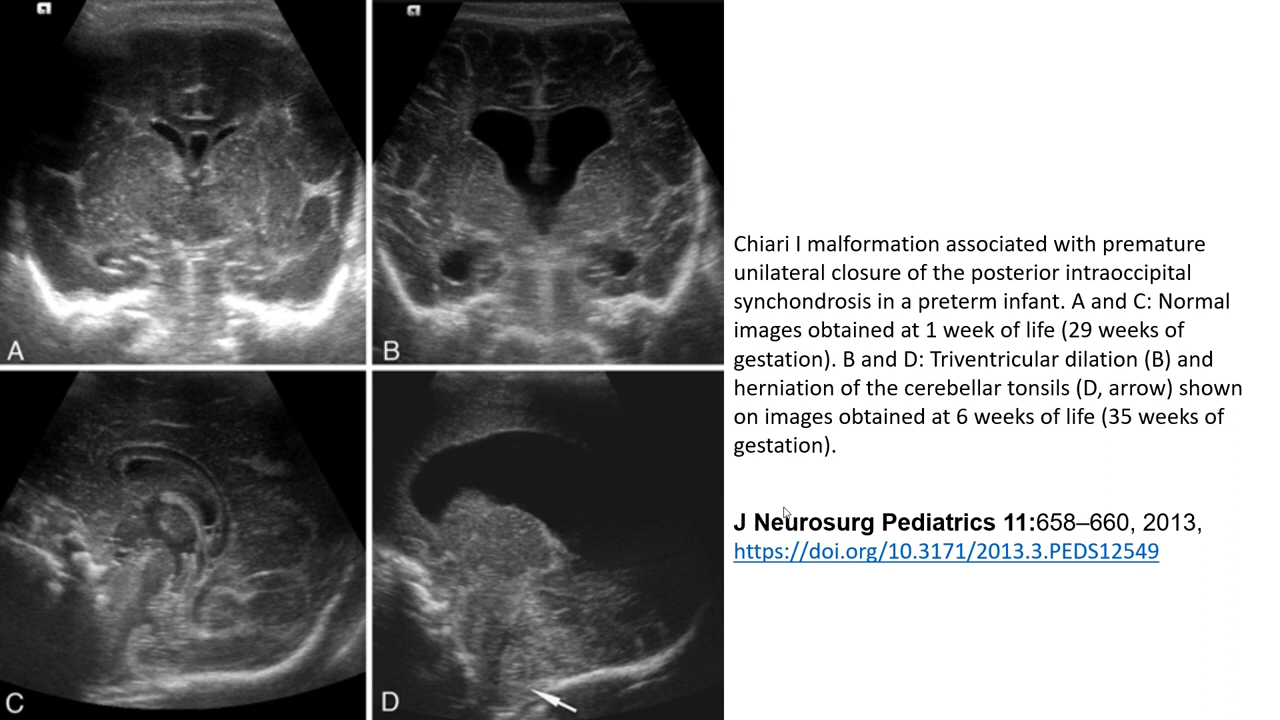 A
B
C
D
Chiari I malformation associated with premature
unilateral closure of the posterior intraoccipital
synchondrosis in a preterm infant. A and C: Normal
images obtained at 1 week of life (29 weeks of
gestation). B and D: Triventricular dilation (B) and
herniation of the cerebellar tonsils (D, arrow) shown
on images obtained at 6 weeks of life (35 weeks of
gestation).
J Neurosurg Pediatrics 11:658–660, 2013,
https://doi.org/10.3171/2013.3.PEDS12549